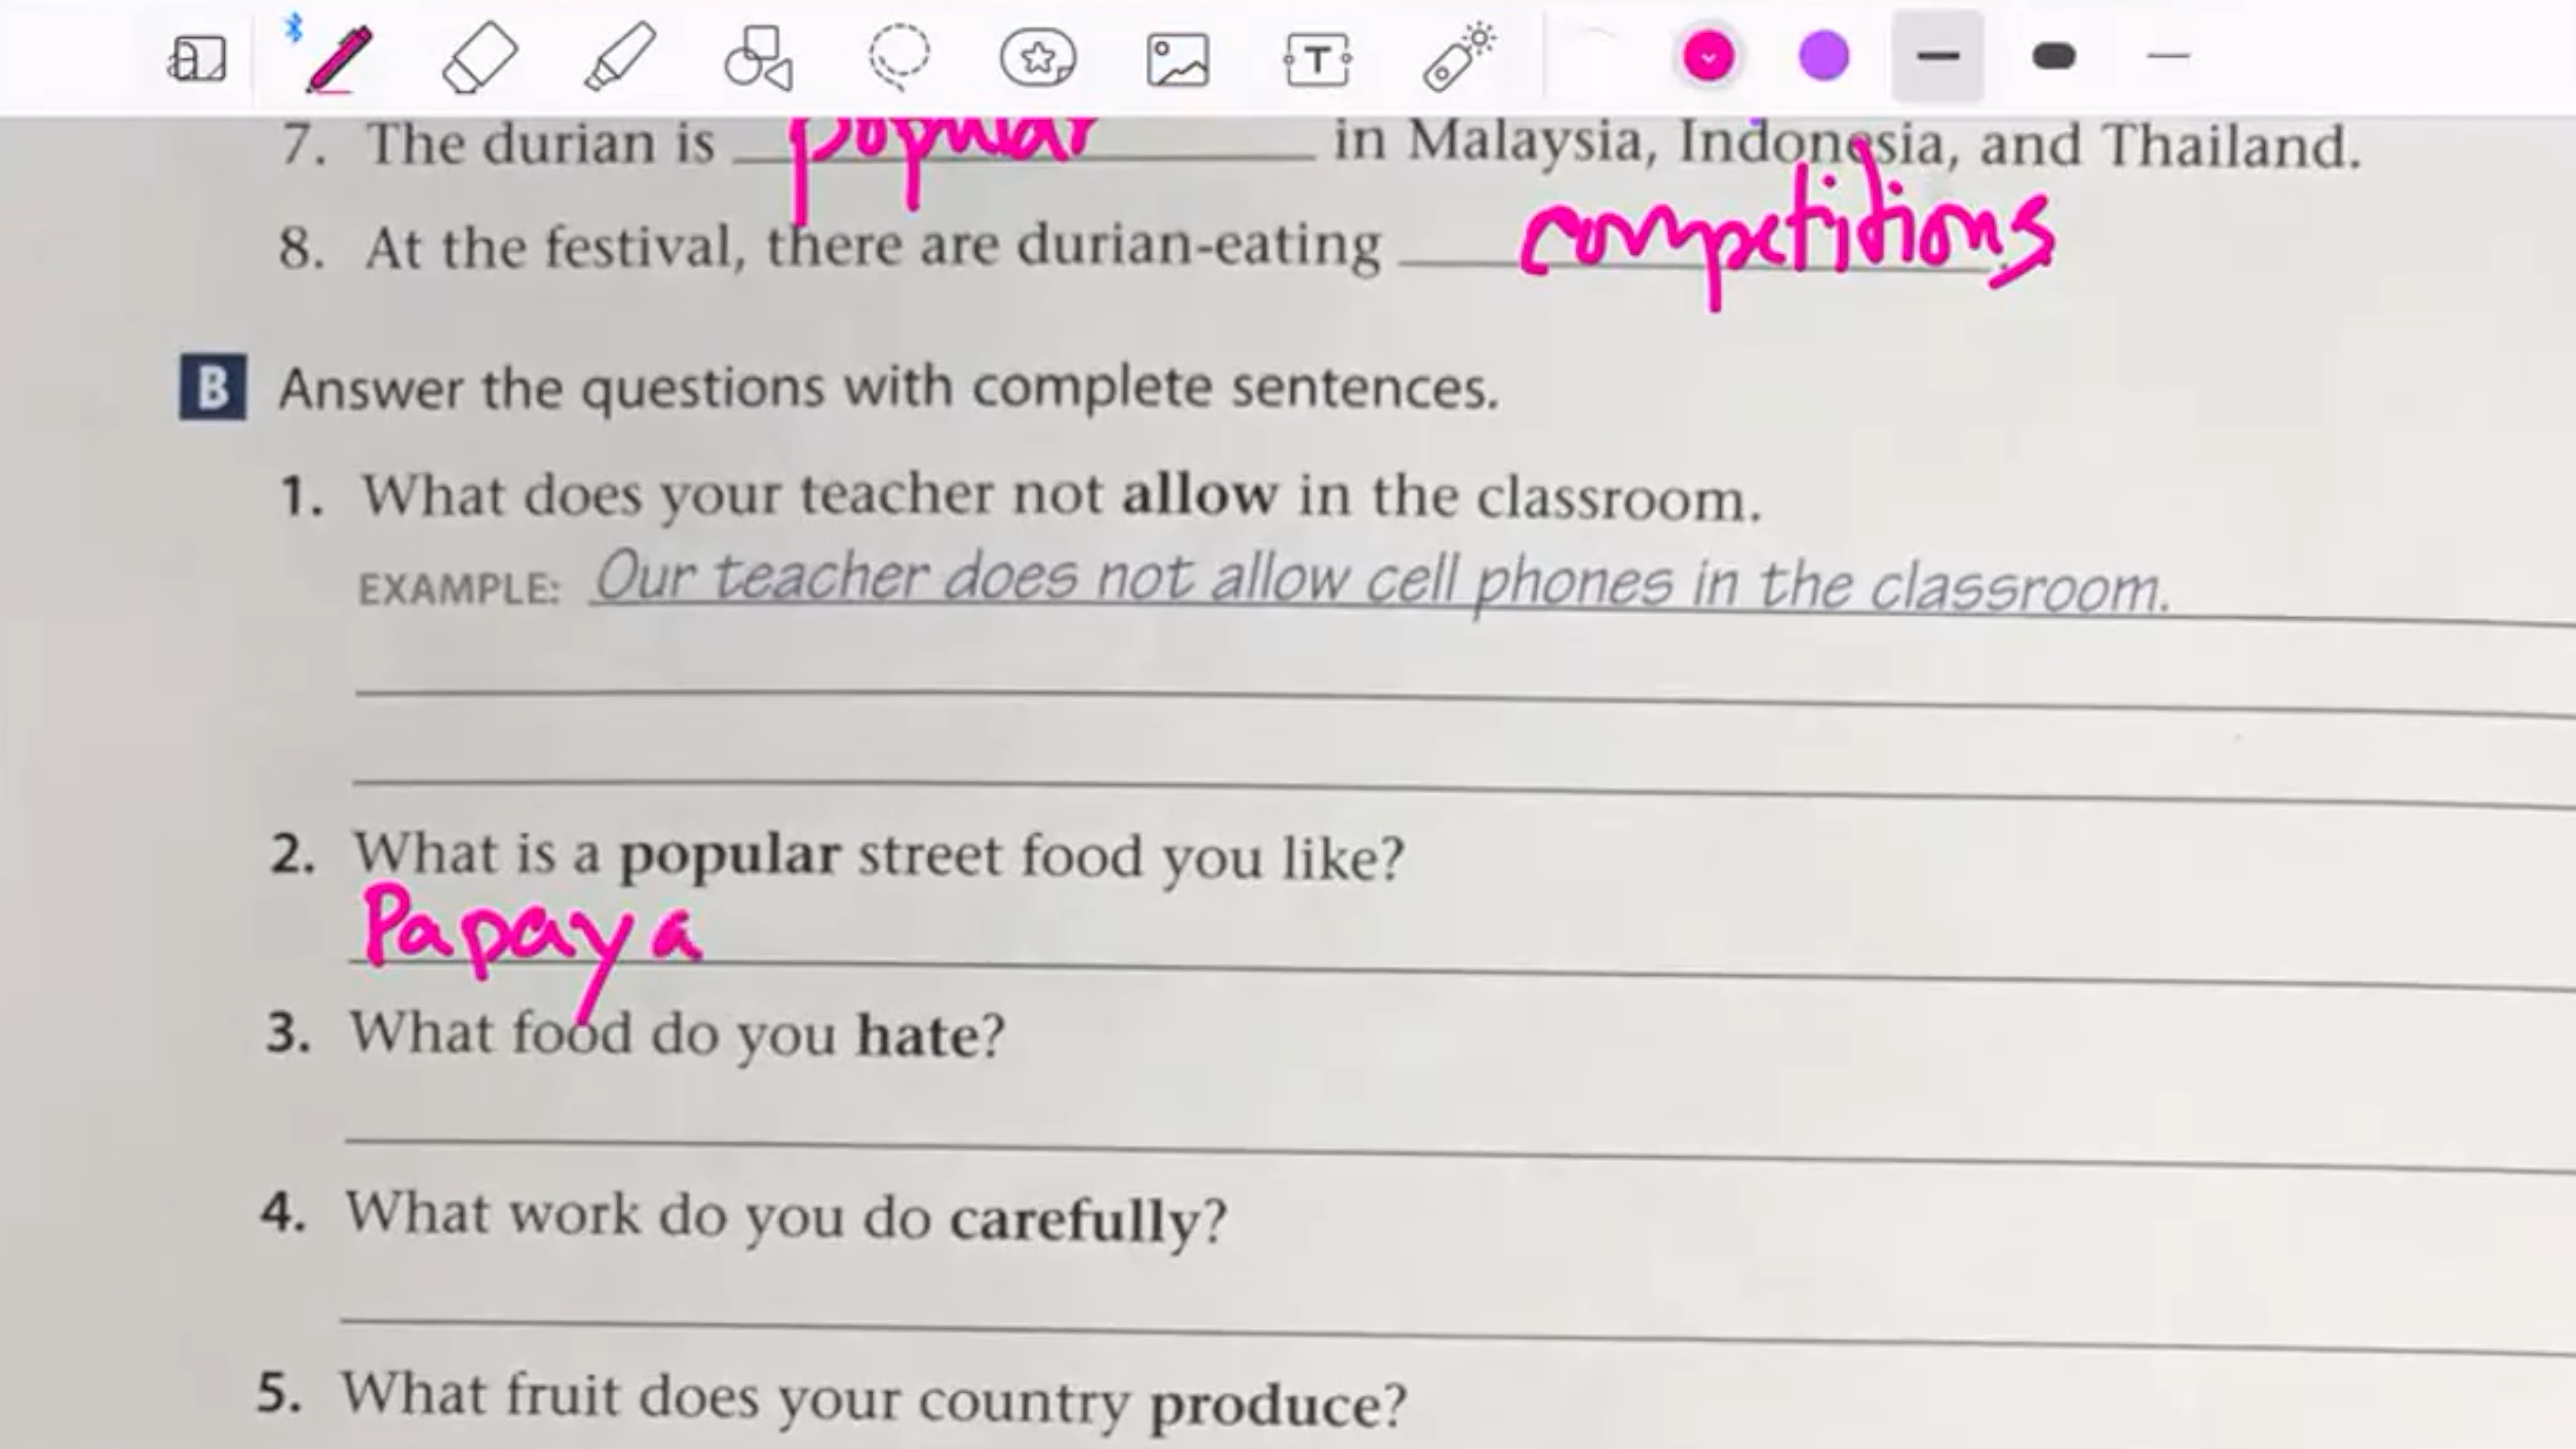 7. The durian is popular in Malaysia, Indonesia, and Thailand.
8. At the festival, there are durian-eating competitions.
B Answer the questions with complete sentences.
1. What does your teacher not allow in the classroom.
EXAMPLE: Our teacher does not allow cell phones in the classroom.
2. What is a popular street food you like?
Papaya
3. What food do you hate?
4. What work do you do carefully?
5. What fruit does your country produce?